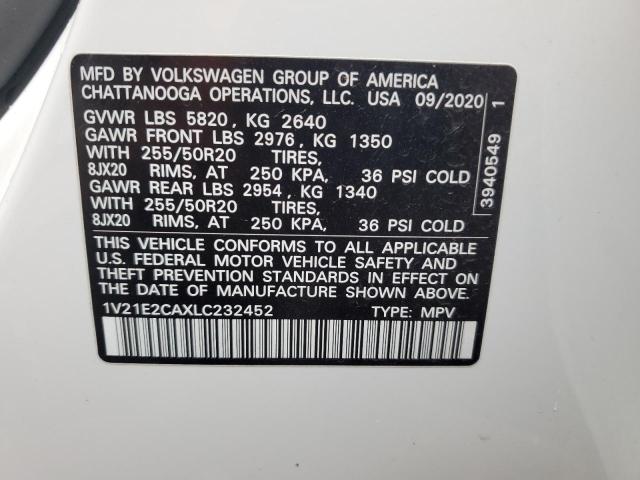 MFD BY VOLKSWAGEN GROUP OF AMERICA
CHATTANOOGA OPERATIONS, LLC. USA 09/2020
GVWR LBS 5820, KG 2640
GAWR FRONT LBS 2976, KG 1350
WITH 255/50R20 TIRES,
8JX20 RIMS, AT 250 KPA, 36 PSI COLD
GAWR REAR LBS 2954, KG 1340
WITH 255/50R20 TIRES,
8JX20 RIMS, AT 250 KPA, 36 PSI COLD
THIS VEHICLE CONFORMS TO ALL APPLICABLE
U.S. FEDERAL MOTOR VEHICLE SAFETY AND
THEFT PREVENTION STANDARDS IN EFFECT ON
THE DATE OF MANUFACTURE SHOWN ABOVE.
1V21E2CAXLC232452 TYPE: MPV
3940549 1